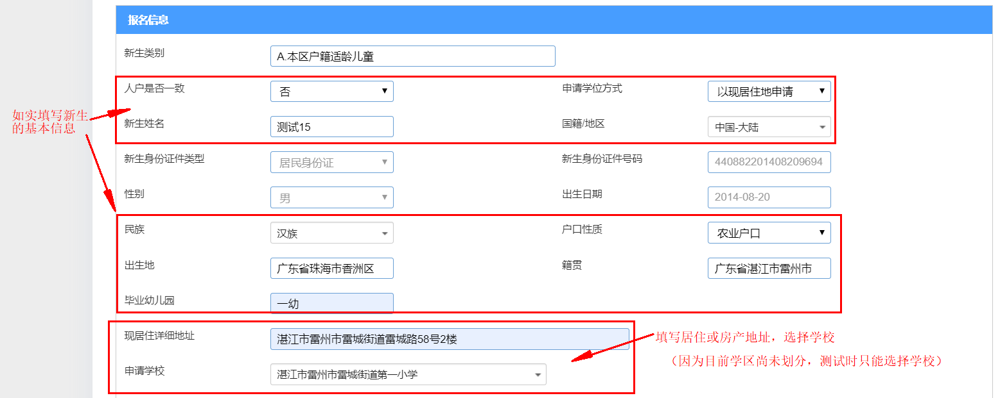 报名信息
新生类别 A.本区户籍适龄儿童
人户是否一致 否 申请学位方式 以现居住地申请
如实填写新生
的基本信息
新生姓名 测试15 国籍/地区 中国-大陆
新生身份证件类型 居民身份证 新生身份证件号码 440882201408209694
性别 男 出生日期 2014-08-20
民族 汉族 户口性质 农业户口
出生地 广东省珠海市香洲区 籍贯 广东省湛江市雷州市
毕业幼儿园 一幼
现居住详细地址 湛江市雷州市雷城街道雷城路58号2楼
填写居住或房产地址，选择学校
（因为目前学区尚未划分，测试时只能选择学校）
申请学校 湛江市雷州市雷城街道第一小学